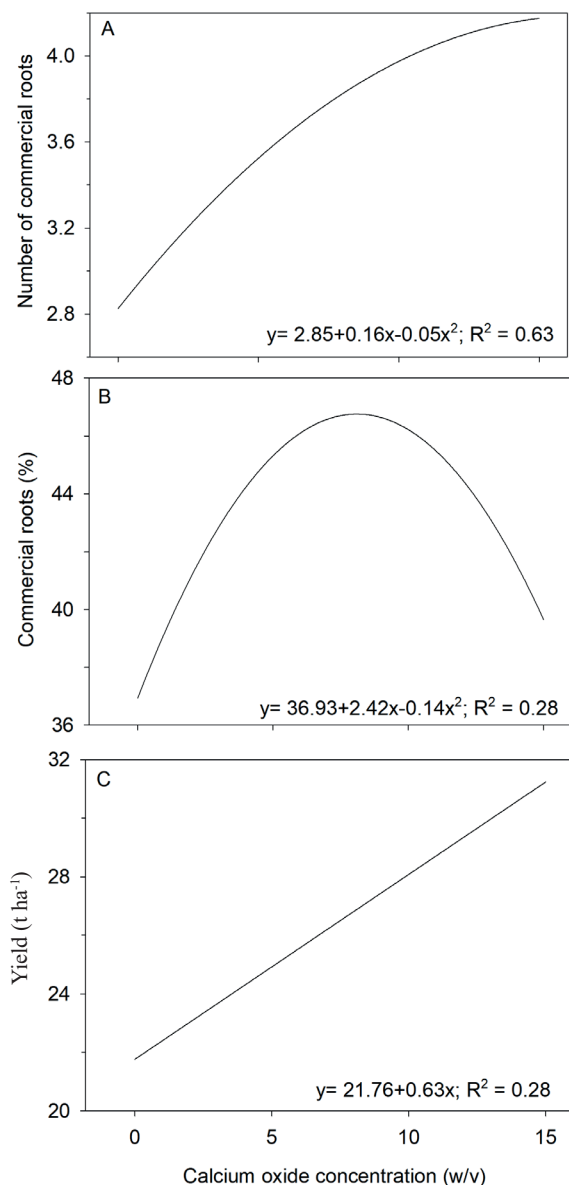 A
Number of commercial roots
4.0
3.6
3.2
2.8
y= 2.85+0.16x-0.05x²; R² = 0.63
B
Commercial roots (%)
48
44
40
36
y= 36.93+2.42x-0.14x²; R² = 0.28
C
Yield (t ha⁻¹)
32
28
24
20
y= 21.76+0.63x; R² = 0.28
0 5 10 15
Calcium oxide concentration (w/v)